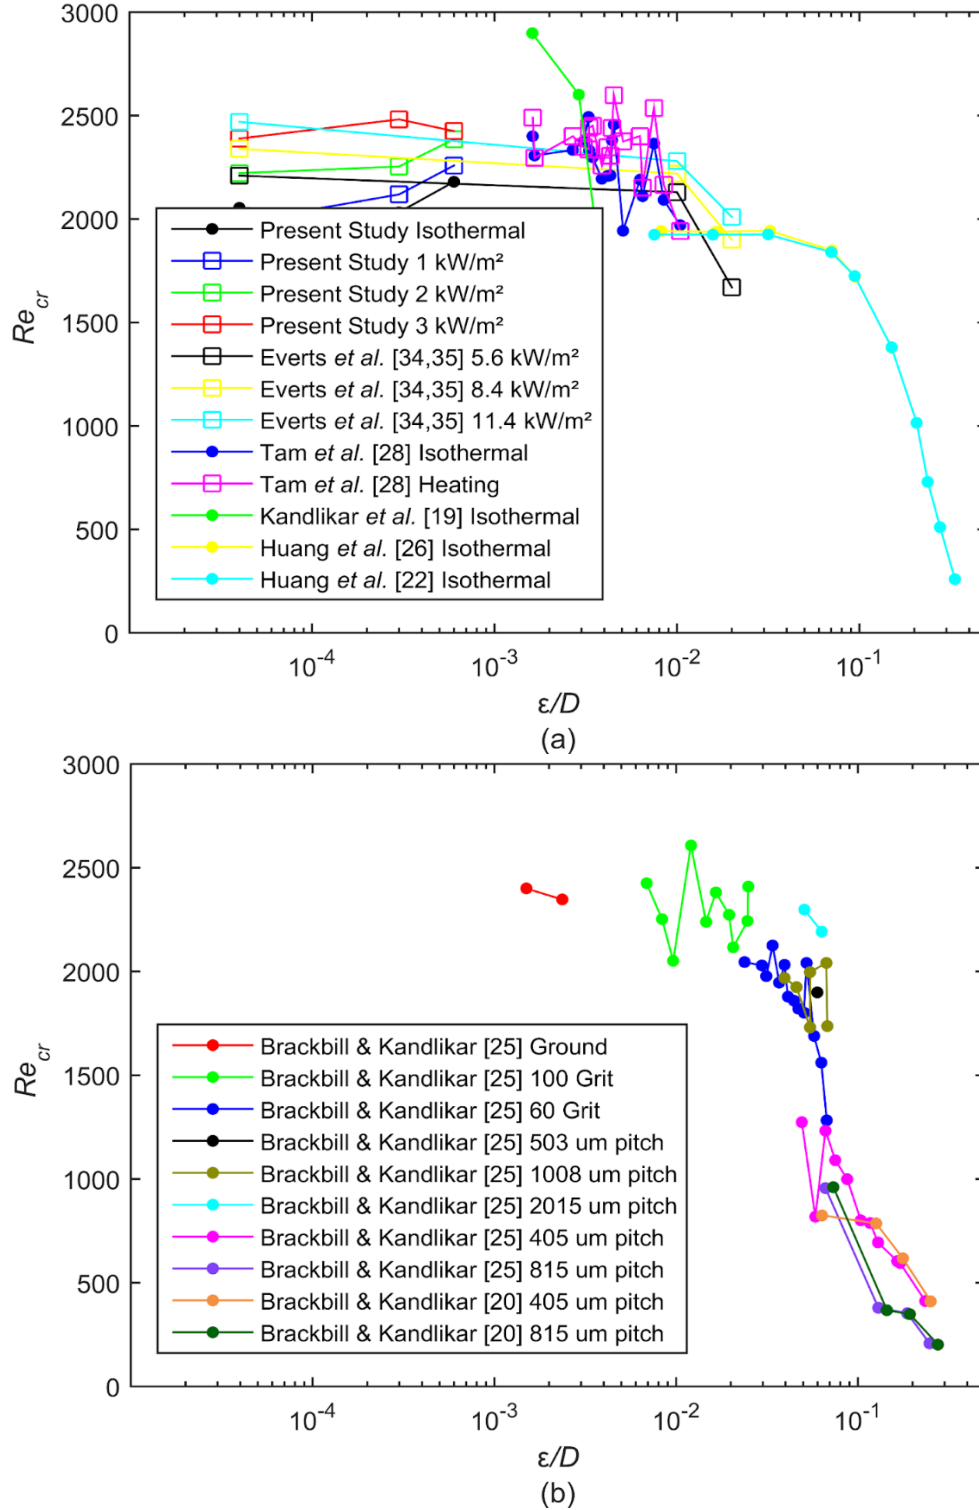 3000
2500
2000
1500
1000
500
0
Re_cr
Present Study Isothermal
Present Study 1 kW/m²
Present Study 2 kW/m²
Present Study 3 kW/m²
Everts et al. [34,35] 5.6 kW/m²
Everts et al. [34,35] 8.4 kW/m²
Everts et al. [34,35] 11.4 kW/m²
Tam et al. [28] Isothermal
Tam et al. [28] Heating
Kandlikar et al. [19] Isothermal
Huang et al. [26] Isothermal
Huang et al. [22] Isothermal
10⁻⁴ 10⁻³ 10⁻² 10⁻¹
ε/D
(a)
3000
2500
2000
1500
1000
500
0
Re_cr
Brackbill & Kandlikar [25] Ground
Brackbill & Kandlikar [25] 100 Grit
Brackbill & Kandlikar [25] 60 Grit
Brackbill & Kandlikar [25] 503 um pitch
Brackbill & Kandlikar [25] 1008 um pitch
Brackbill & Kandlikar [25] 2015 um pitch
Brackbill & Kandlikar [25] 405 um pitch
Brackbill & Kandlikar [25] 815 um pitch
Brackbill & Kandlikar [20] 405 um pitch
Brackbill & Kandlikar [20] 815 um pitch
10⁻⁴ 10⁻³ 10⁻² 10⁻¹
ε/D
(b)